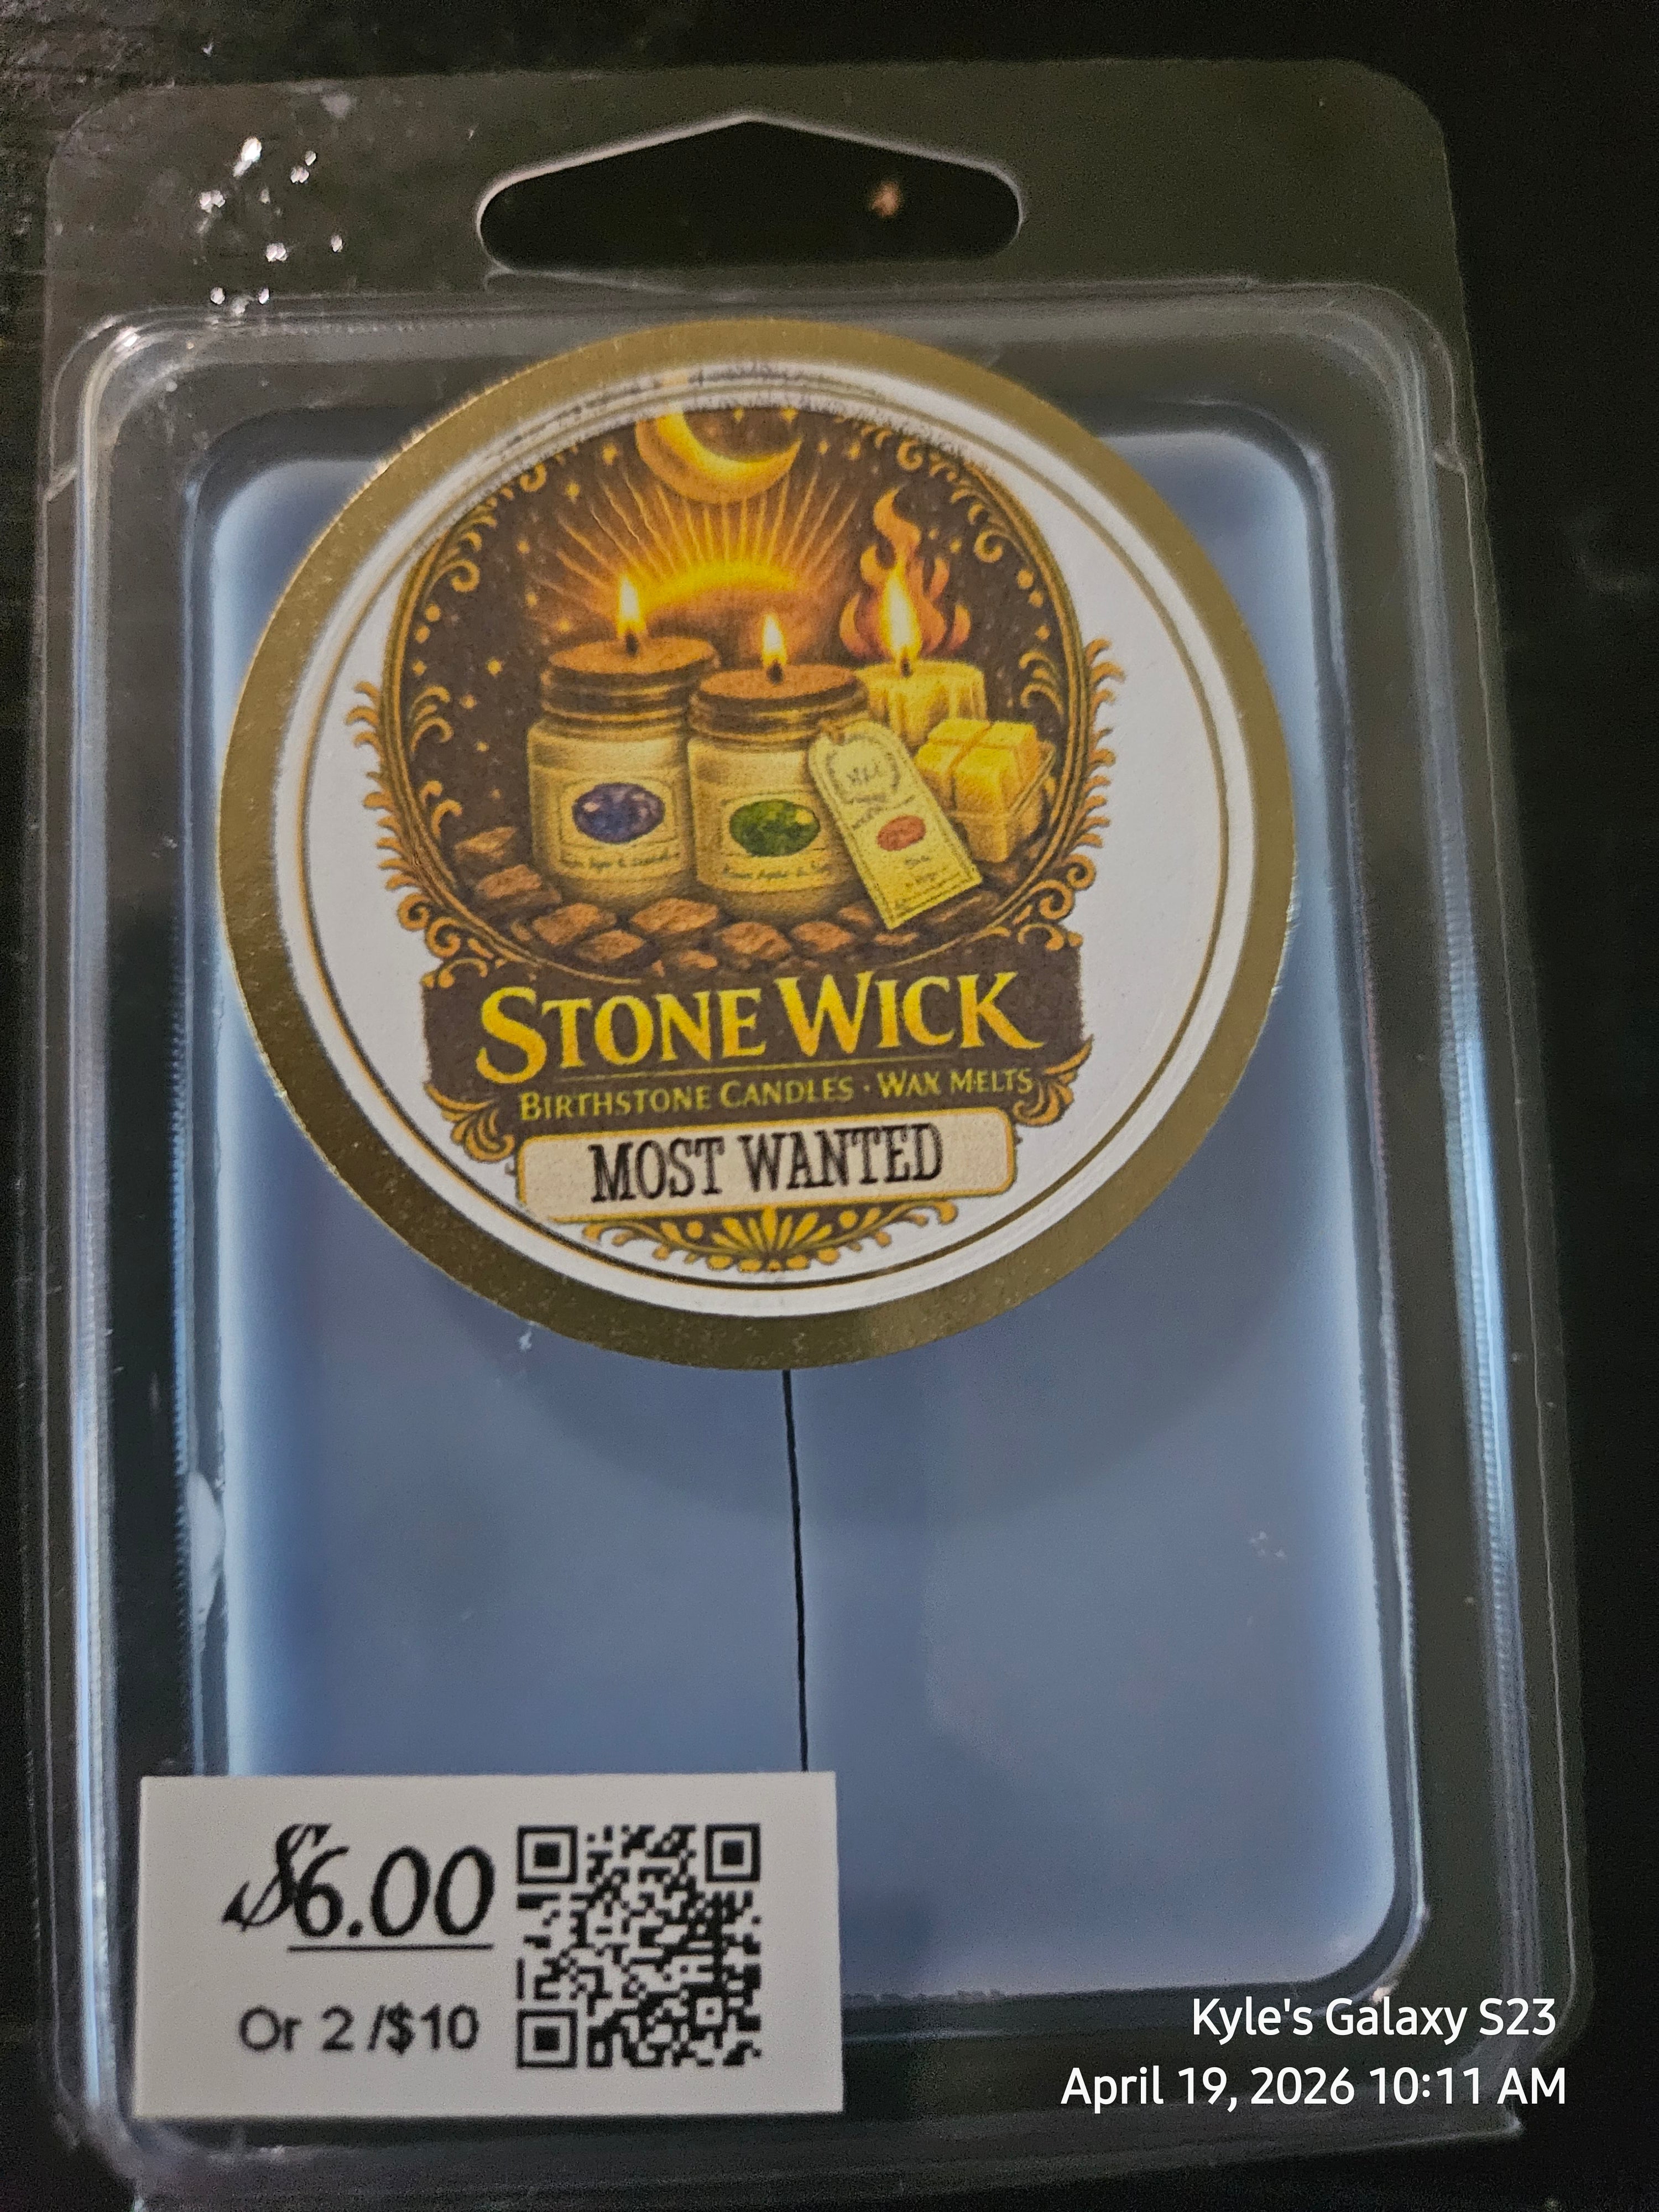 STONE WICK
BIRTHSTONE CANDLES · WAX MELTS
MOST WANTED
$6.00
Or 2 /$10
Kyle's Galaxy S23
April 19, 2026 10:11 AM